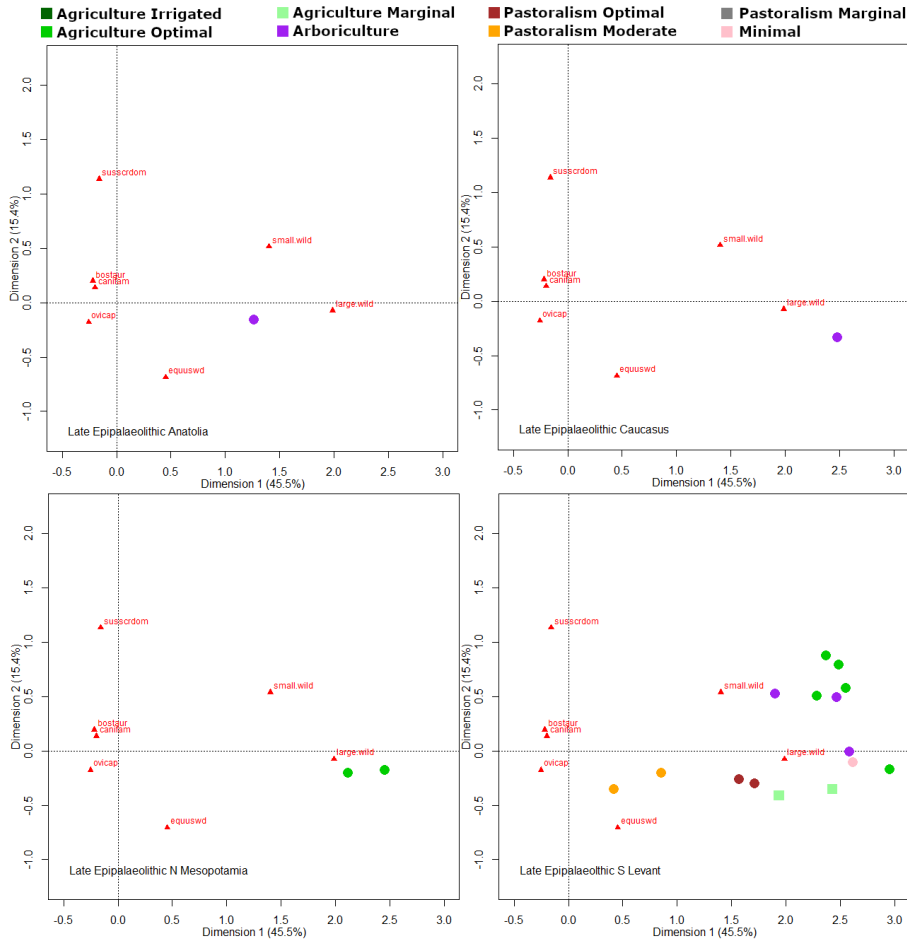 Agriculture Irrigated Agriculture Marginal Pastoralism Optimal Pastoralism Marginal
Agriculture Optimal Arboriculture Pastoralism Moderate Minimal
Dimension 2 (15.4%)
2.0
1.5
1.0
0.5
0.0
-0.5
-1.0
susscrdom
small.wild
bostaur
canifam
large.wild
ovicap
equuswd
Late Epipalaeolithic Anatolia
-0.5 0.0 0.5 1.0 1.5 2.0 2.5 3.0
Dimension 1 (45.5%)
Dimension 2 (15.4%)
2.0
1.5
1.0
0.5
0.0
-0.5
-1.0
susscrdom
small.wild
bostaur
canifam
large.wild
ovicap
equuswd
Late Epipalaeolithic Caucasus
-0.5 0.0 0.5 1.0 1.5 2.0 2.5 3.0
Dimension 1 (45.5%)
Dimension 2 (15.4%)
2.0
1.5
1.0
0.5
0.0
-0.5
-1.0
susscrdom
small.wild
bostaur
canifam
large.wild
ovicap
equuswd
Late Epipalaeolithic N Mesopotamia
-0.5 0.0 0.5 1.0 1.5 2.0 2.5 3.0
Dimension 1 (45.5%)
Dimension 2 (15.4%)
2.0
1.5
1.0
0.5
0.0
-0.5
-1.0
susscrdom
small.wild
bostaur
canifam
large.wild
ovicap
equuswd
Late Epipalaeolthic S Levant
-0.5 0.0 0.5 1.0 1.5 2.0 2.5 3.0
Dimension 1 (45.5%)